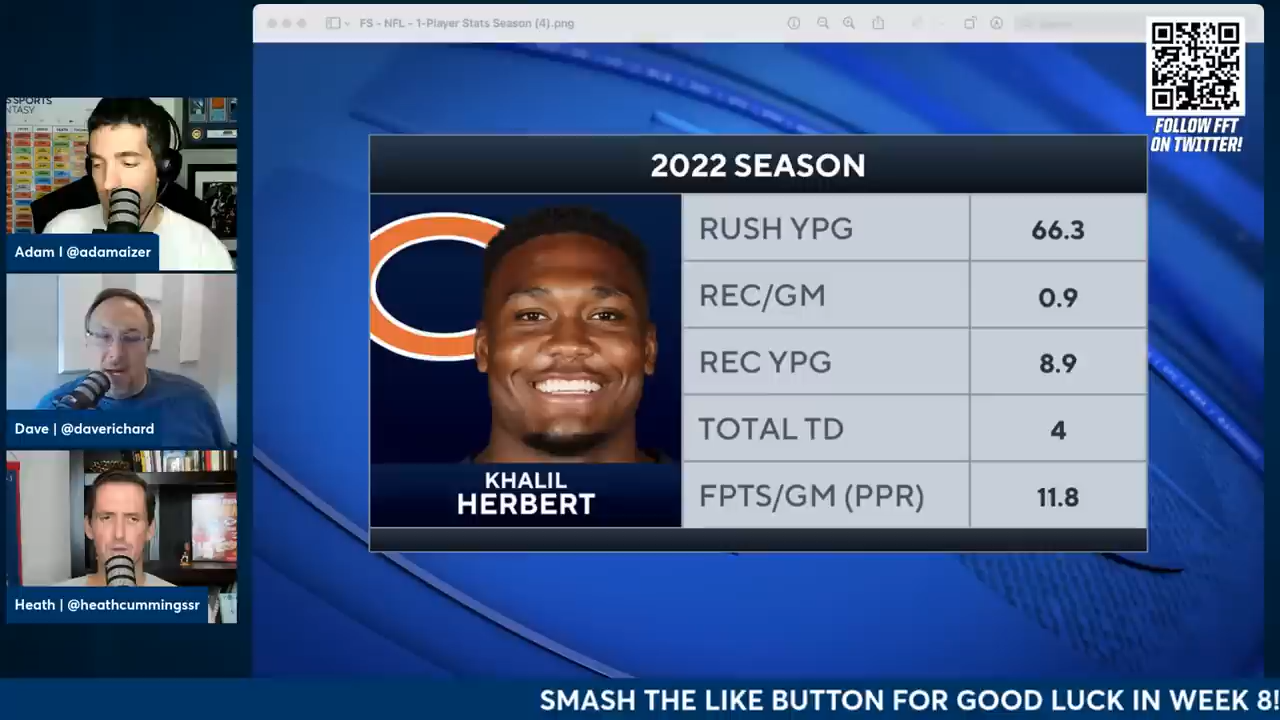 FS - NFL - 1-Player Stats Season (4).png
FOLLOW FFT
ON TWITTER!
2022 SEASON
RUSH YPG 66.3
REC/GM 0.9
REC YPG 8.9
TOTAL TD 4
FPTS/GM (PPR) 11.8
KHALIL
HERBERT
Adam | @adamaizer
Dave | @daverichard
Heath | @heathcummingssr
SMASH THE LIKE BUTTON FOR GOOD LUCK IN WEEK 8!